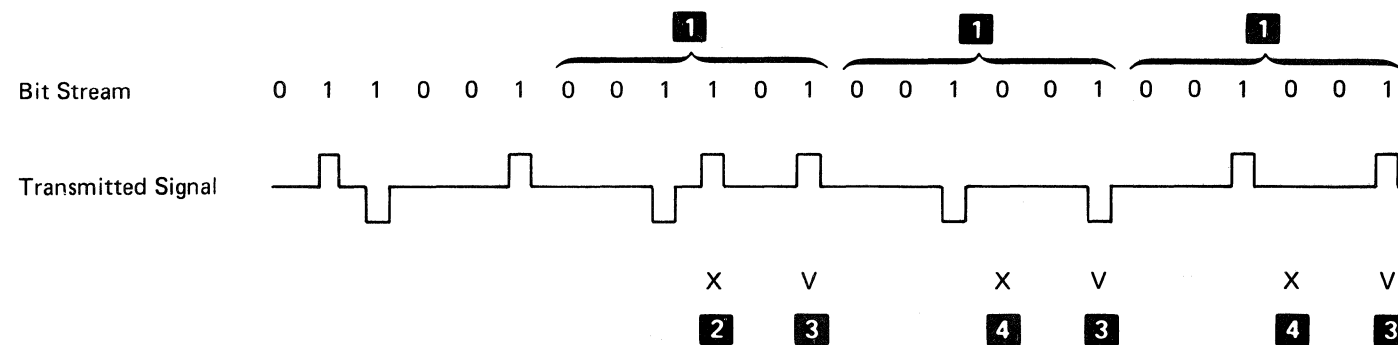 1 1 1
Bit Stream 0 1 1 0 0 1 0 0 1 1 0 1 0 0 1 0 0 1 0 0 1 0 0 1
Transmitted Signal
X V X V X V
2 3 4 3 4 3